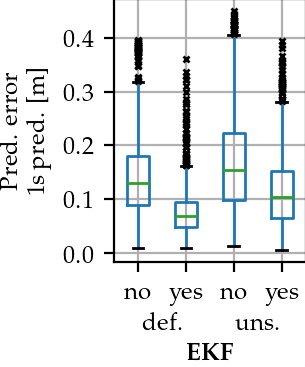 Pred. error
1s pred. [m]
0.4
0.3
0.2
0.1
0.0
no yes no yes
def. uns.
EKF